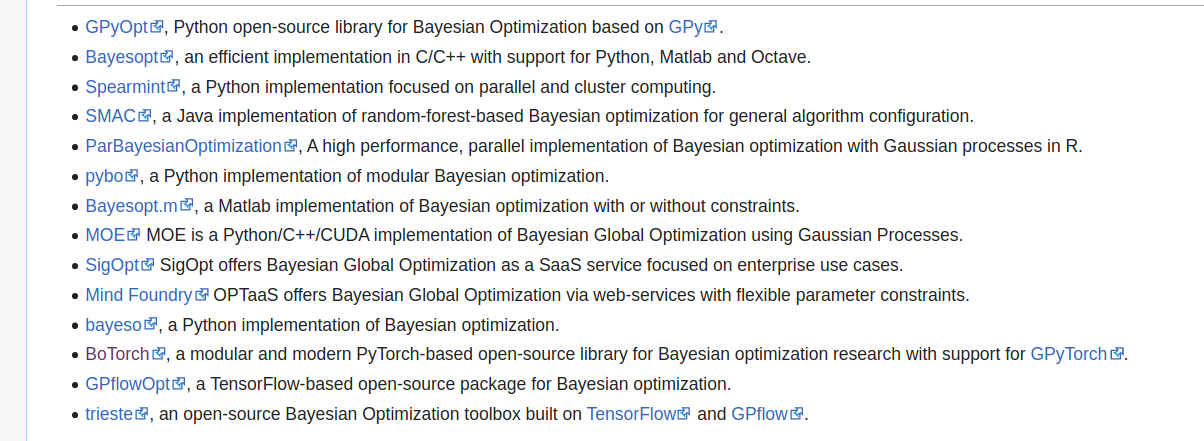 GPyOpt, Python open-source library for Bayesian Optimization based on GPy.
Bayesopt, an efficient implementation in C/C++ with support for Python, Matlab and Octave.
Spearmint, a Python implementation focused on parallel and cluster computing.
SMAC, a Java implementation of random-forest-based Bayesian optimization for general algorithm configuration.
ParBayesianOptimization, A high performance, parallel implementation of Bayesian optimization with Gaussian processes in R.
pybo, a Python implementation of modular Bayesian optimization.
Bayesopt.m, a Matlab implementation of Bayesian optimization with or without constraints.
MOE MOE is a Python/C++/CUDA implementation of Bayesian Global Optimization using Gaussian Processes.
SigOpt SigOpt offers Bayesian Global Optimization as a SaaS service focused on enterprise use cases.
Mind Foundry OPTaaS offers Bayesian Global Optimization via web-services with flexible parameter constraints.
bayeso, a Python implementation of Bayesian optimization.
BoTorch, a modular and modern PyTorch-based open-source library for Bayesian optimization research with support for GPyTorch.
GPflowOpt, a TensorFlow-based open-source package for Bayesian optimization.
trieste, an open-source Bayesian Optimization toolbox built on TensorFlow and GPflow.